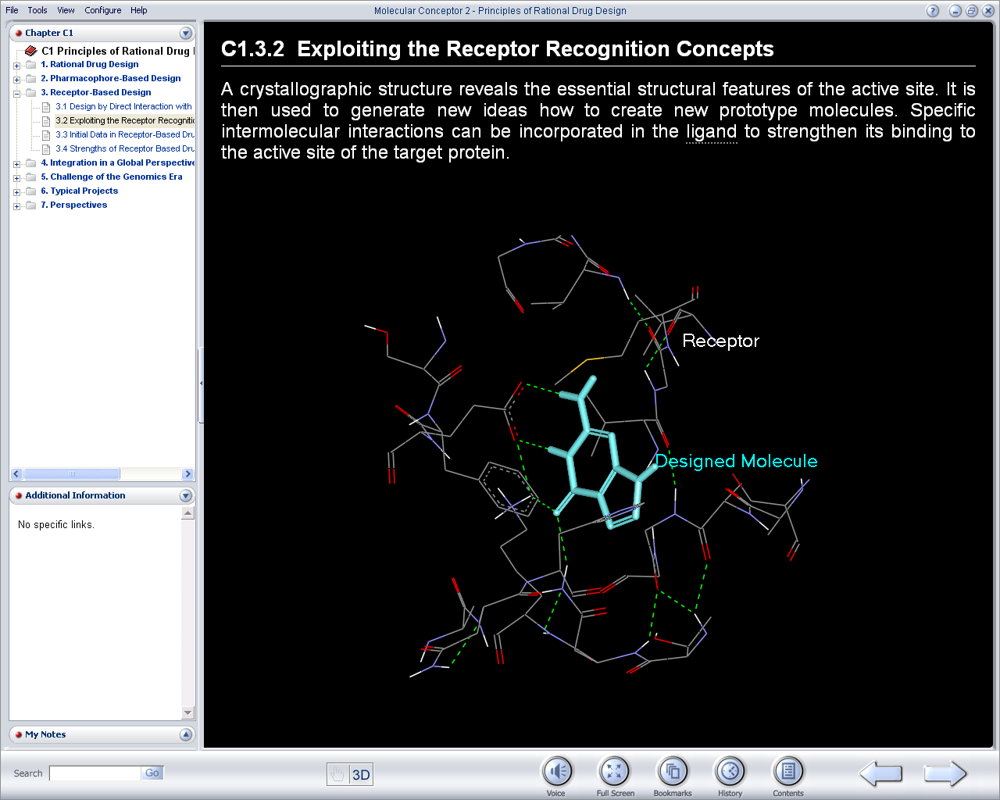 File Tools View Configure Help
Molecular Conceptor 2 - Principles of Rational Drug Design
Chapter C1
C1 Principles of Rational Drug
1. Rational Drug Design
2. Pharmacophore-Based Design
3. Receptor-Based Design
3.1 Design by Direct Interaction with
3.2 Exploiting the Receptor Recogniti
3.3 Initial Data in Receptor-Based Dru
3.4 Strengths of Receptor Based Dru
4. Integration in a Global Perspective
5. Challenge of the Genomics Era
6. Typical Projects
7. Perspectives
Additional Information
No specific links.
My Notes
C1.3.2 Exploiting the Receptor Recognition Concepts
A crystallographic structure reveals the essential structural features of the active site. It is
then used to generate new ideas how to create new prototype molecules. Specific
intermolecular interactions can be incorporated in the ligand to strengthen its binding to
the active site of the target protein.
Receptor
Designed Molecule
Search
Go
3D
Voice
Full Screen
Bookmarks
History
Contents